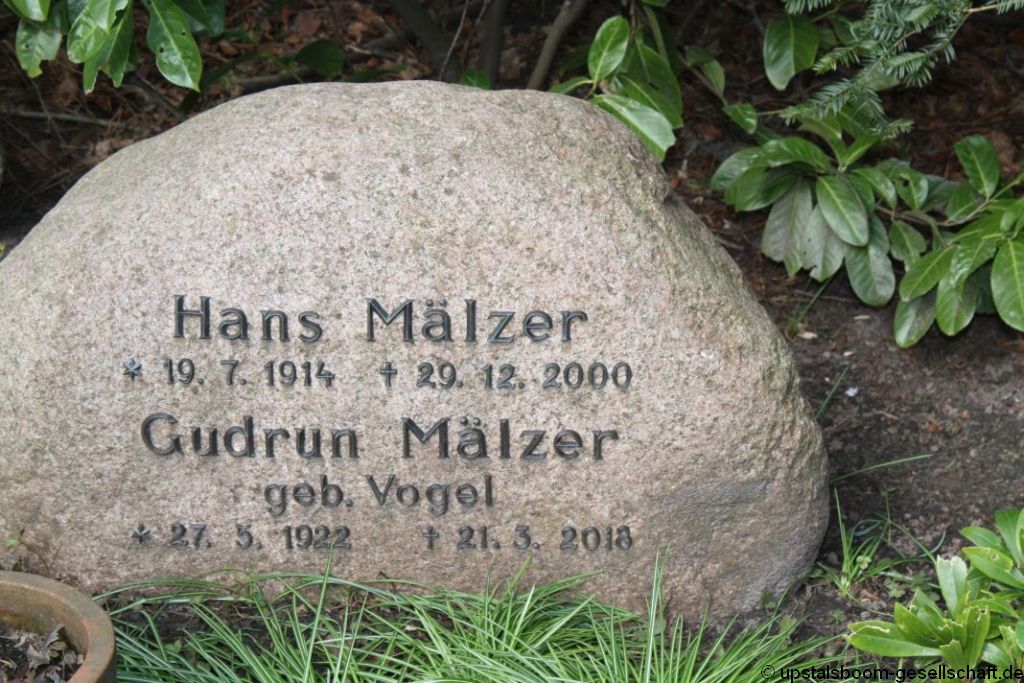 Hans Mälzer
* 19. 7. 1914 † 29. 12. 2000
Gudrun Mälzer
geb. Vogel
* 27. 3. 1922 † 21. 3. 2018
© upstalsboom-gesellschaft.de